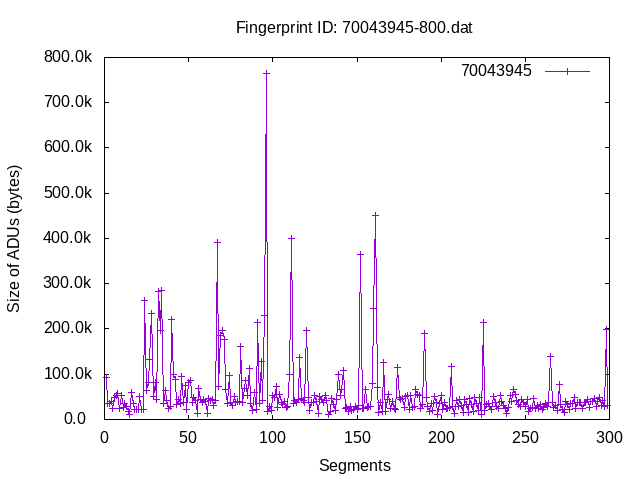 Fingerprint ID: 70043945-800.dat
800.0k
70043945
700.0k
600.0k
500.0k
400.0k
300.0k
200.0k
100.0k
0.0
0 50 100 150 200 250 300
Size of ADUs (bytes)
Segments